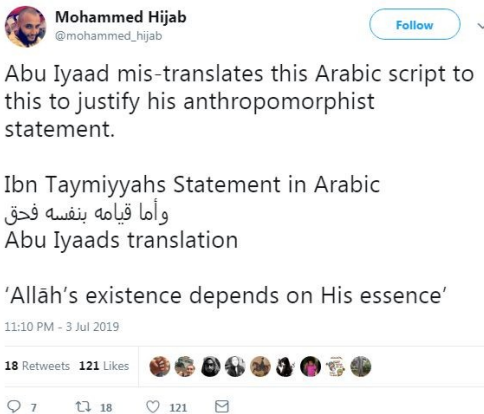 Mohammed Hijab
@mohammed_hijab
Follow
Abu Iyaad mis-translates this Arabic script to
this to justify his anthropomorphist
statement.
Ibn Taymiyyahs Statement in Arabic
وأما قيامه بنفسه فحق
Abu Iyaads translation
‘Allāh’s existence depends on His essence’
11:10 PM - 3 Jul 2019
18 Retweets 121 Likes
7 18 121